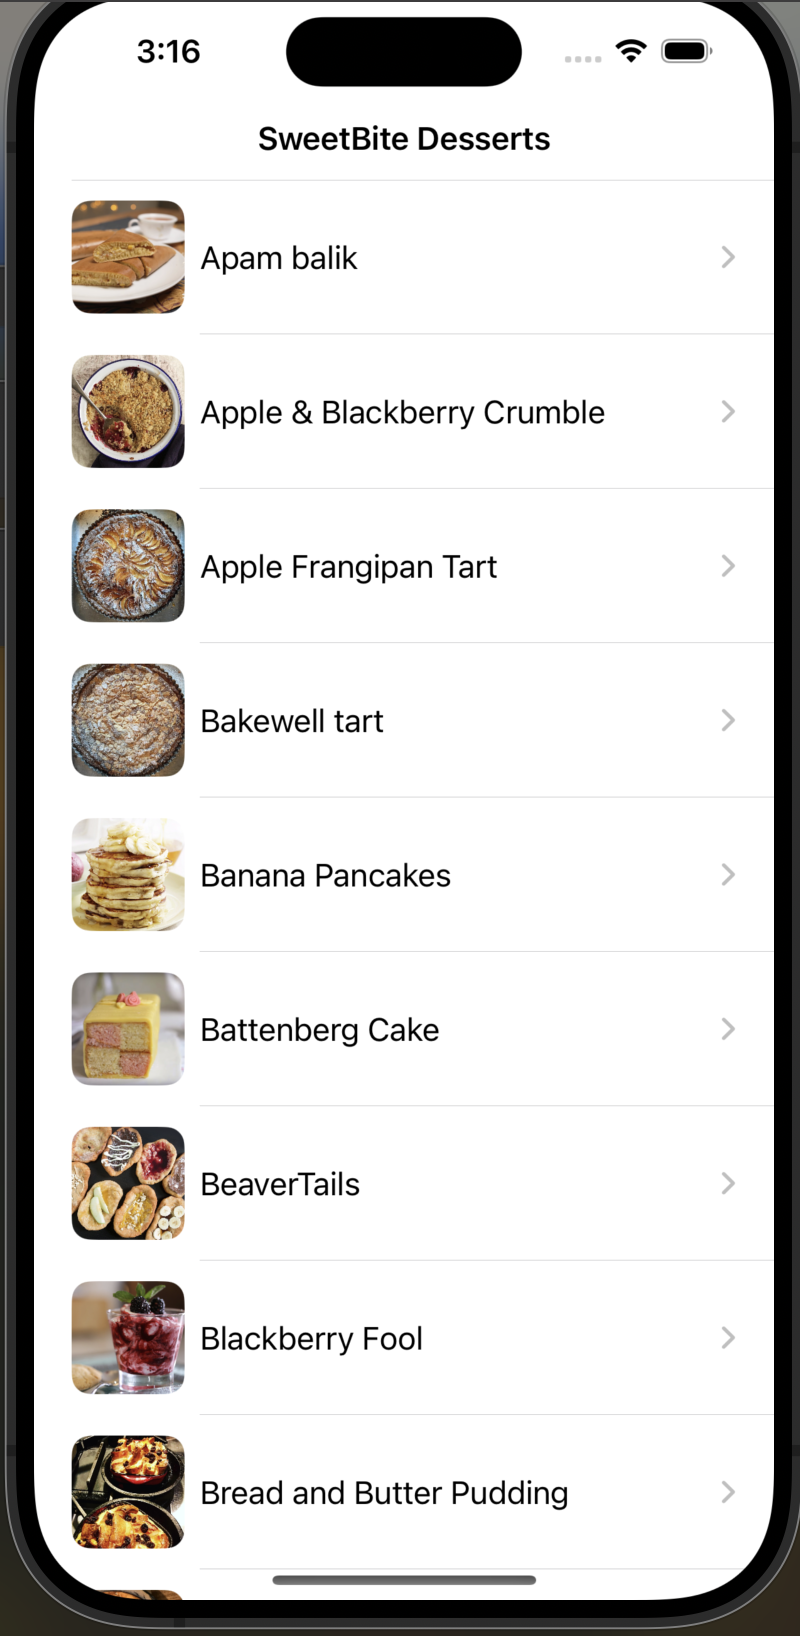 3:16
SweetBite Desserts
Apam balik
Apple & Blackberry Crumble
Apple Frangipan Tart
Bakewell tart
Banana Pancakes
Battenberg Cake
BeaverTails
Blackberry Fool
Bread and Butter Pudding